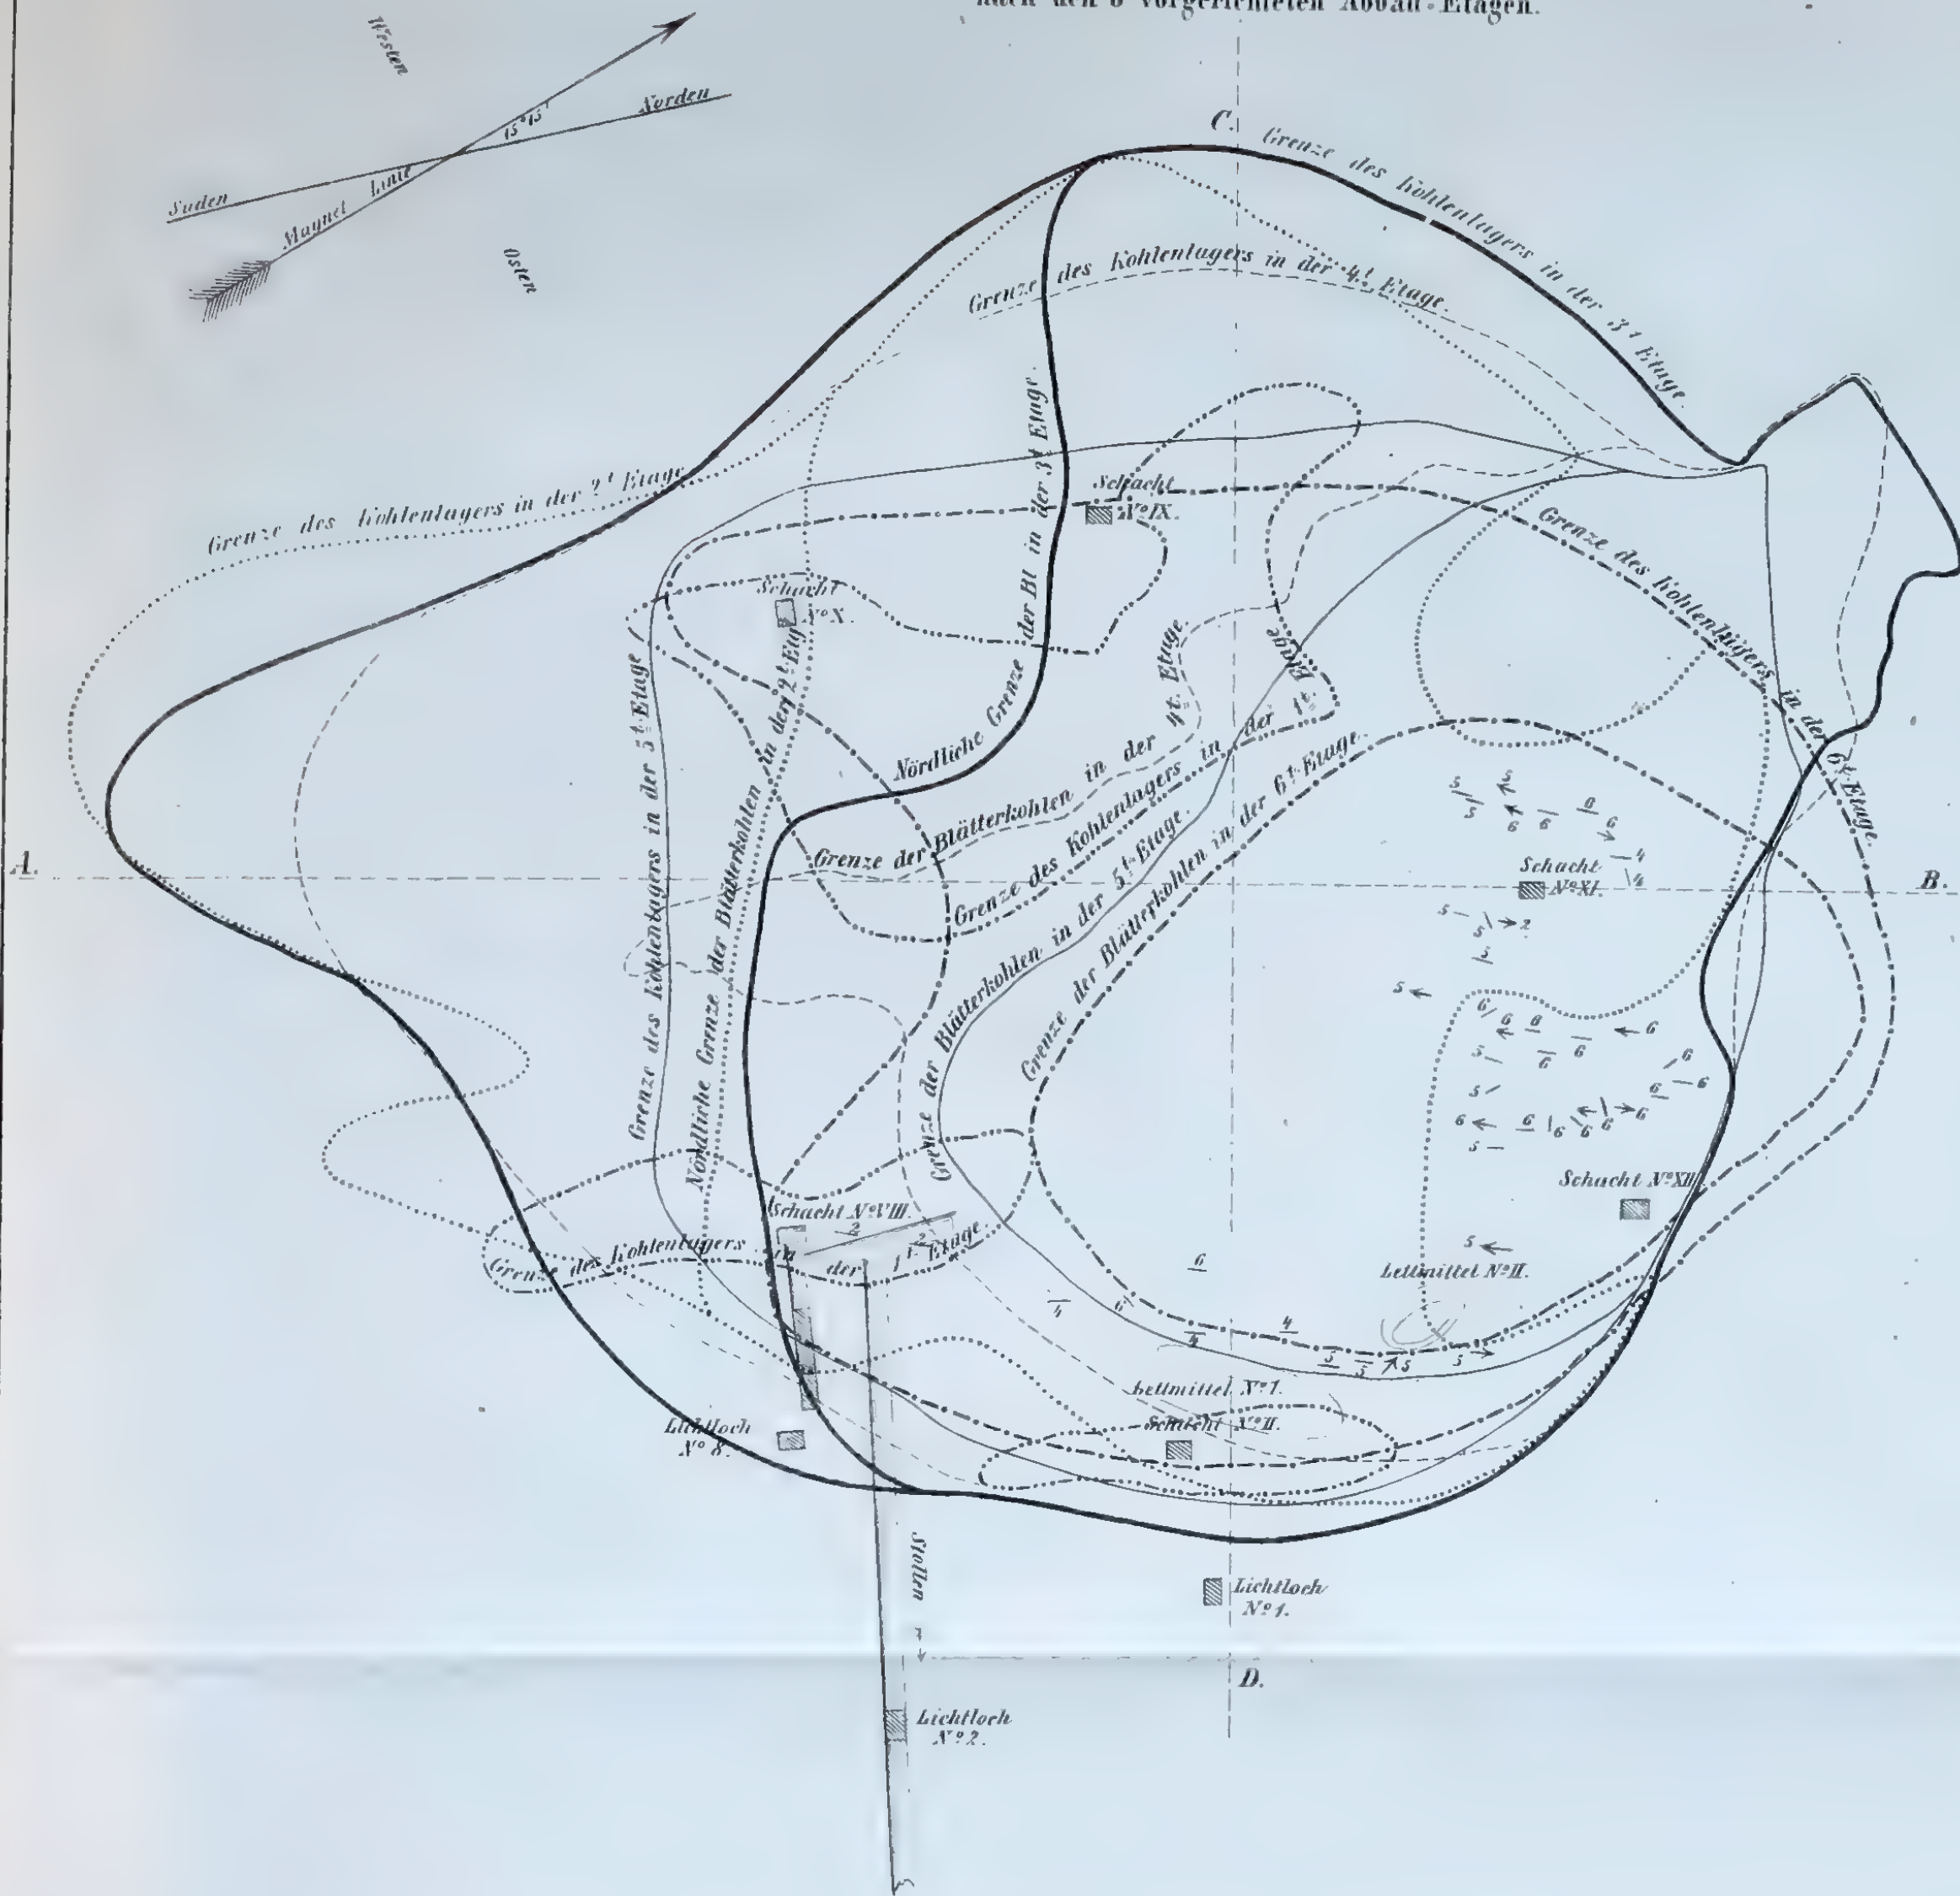 nach den 6 vorgerichteten Abbau-Etagen.
Westen
Norden
15°15'
Süden
Magnet Linie
Osten
C.
Grenze des Kohlenlagers in der 3t Etage.
Grenze des Kohlenlagers in der 4t Etage.
Grenze des Kohlenlagers in der 2t Etage
Nördliche Grenze der Bl in der 3t Etage.
Schacht
No IX.
Grenze des Kohlenlagers in der 6t Etage.
Schacht
No X.
Grenze des Kohlenlagers in der 5t Etage
Nördliche Grenze der Blätterkohlen in der 2t Etg
Grenze der Blätterkohlen in der 4t Etage.
Grenze des Kohlenlagers in der 1t Etage
Grenze der Blätterkohlen in der 5t Etage.
Grenze der Blätterkohlen in der 6t Etage.
A.
Schacht
No XI.
B.
Schacht No XII
Schacht No VIII.
Grenze des Kohlenlagers in der 1t Etage.
Lettmittel No II.
Lettmittel No I.
Schacht No II.
Lichtloch
No 8.
Stollen
Lichtloch
No 1.
D.
Lichtloch
No 2.